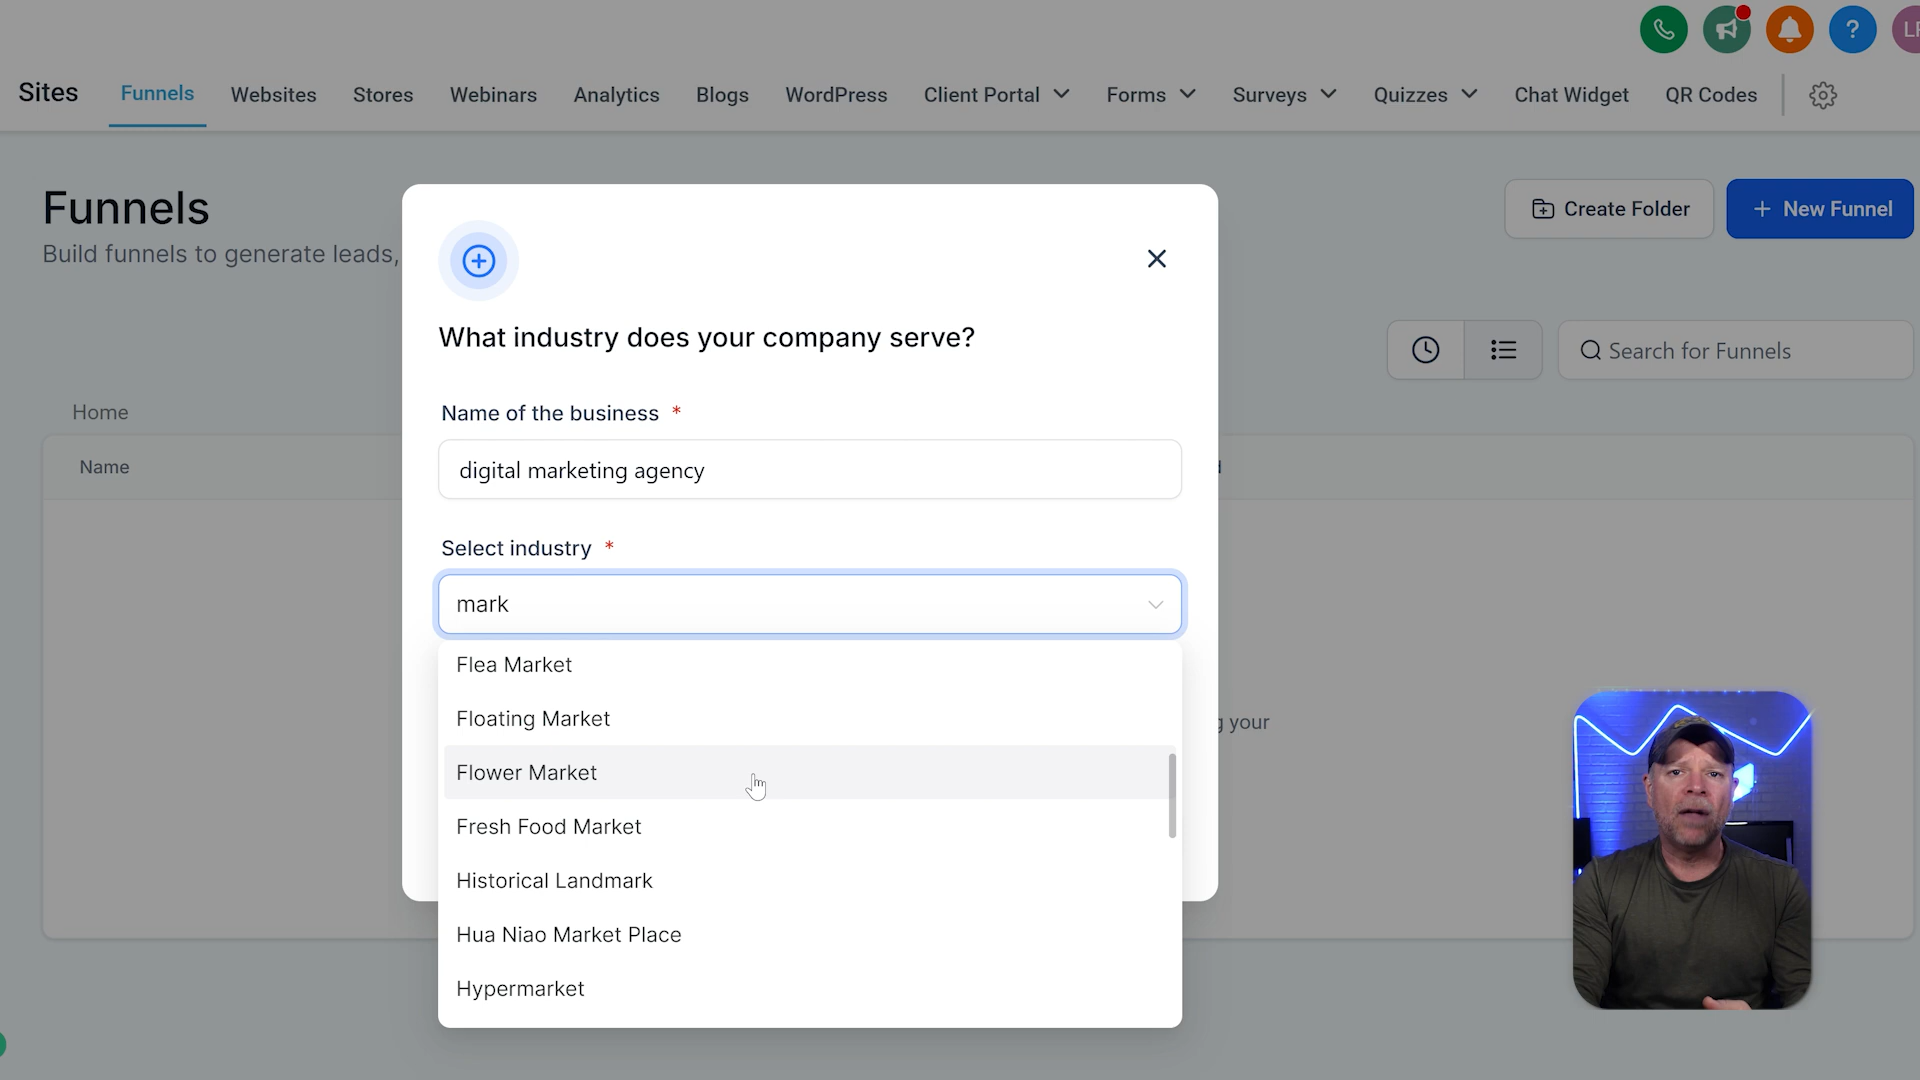 Sites
Funnels
Websites
Stores
Webinars
Analytics
Blogs
WordPress
Client Portal
Forms
Surveys
Quizzes
Chat Widget
QR Codes
Funnels
Build funnels to generate leads,
Create Folder
+ New Funnel
Search for Funnels
Home
Name
What industry does your company serve?
Name of the business *
digital marketing agency
Select industry *
mark
Flea Market
Floating Market
Flower Market
Fresh Food Market
Historical Landmark
Hua Niao Market Place
Hypermarket
your